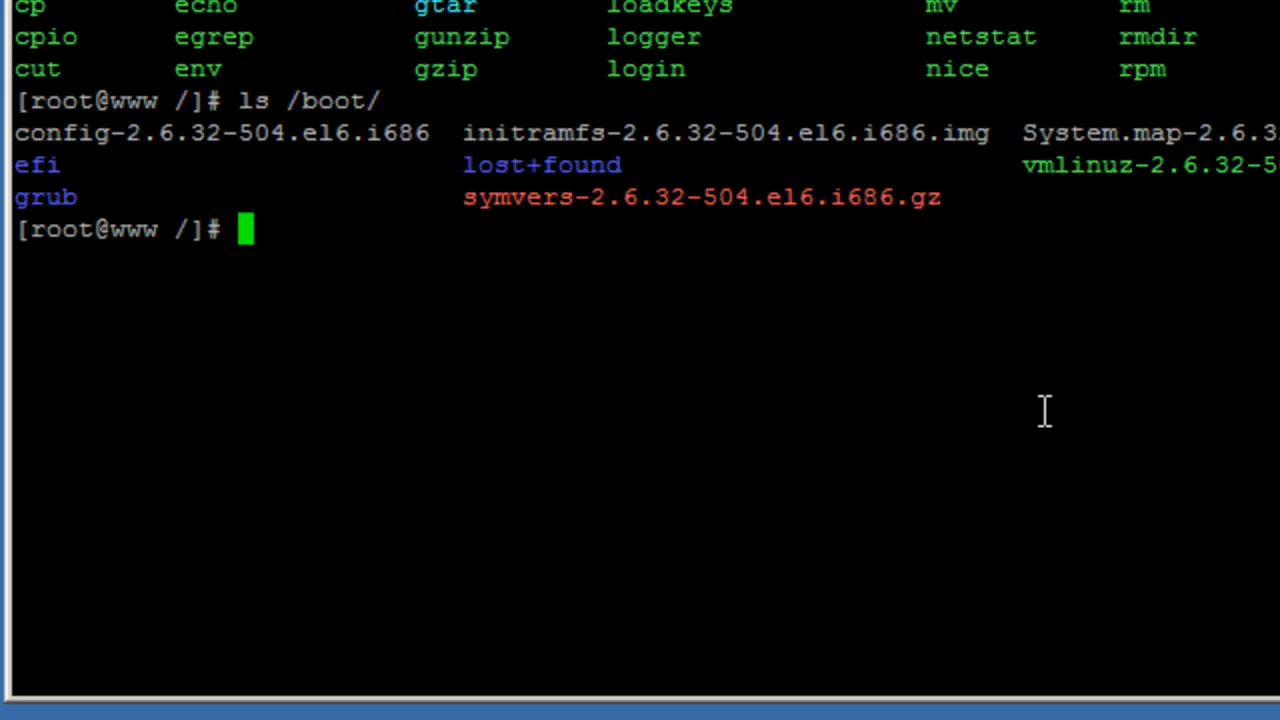 cp echo gtar loadkeys mv rm
cpio egrep gunzip logger netstat rmdir
cut env gzip login nice rpm
[root@www /]# ls /boot/
config-2.6.32-504.el6.i686 initramfs-2.6.32-504.el6.i686.img System.map-2.6.3
efi lost+found vmlinuz-2.6.32-5
grub symvers-2.6.32-504.el6.i686.gz
[root@www /]#